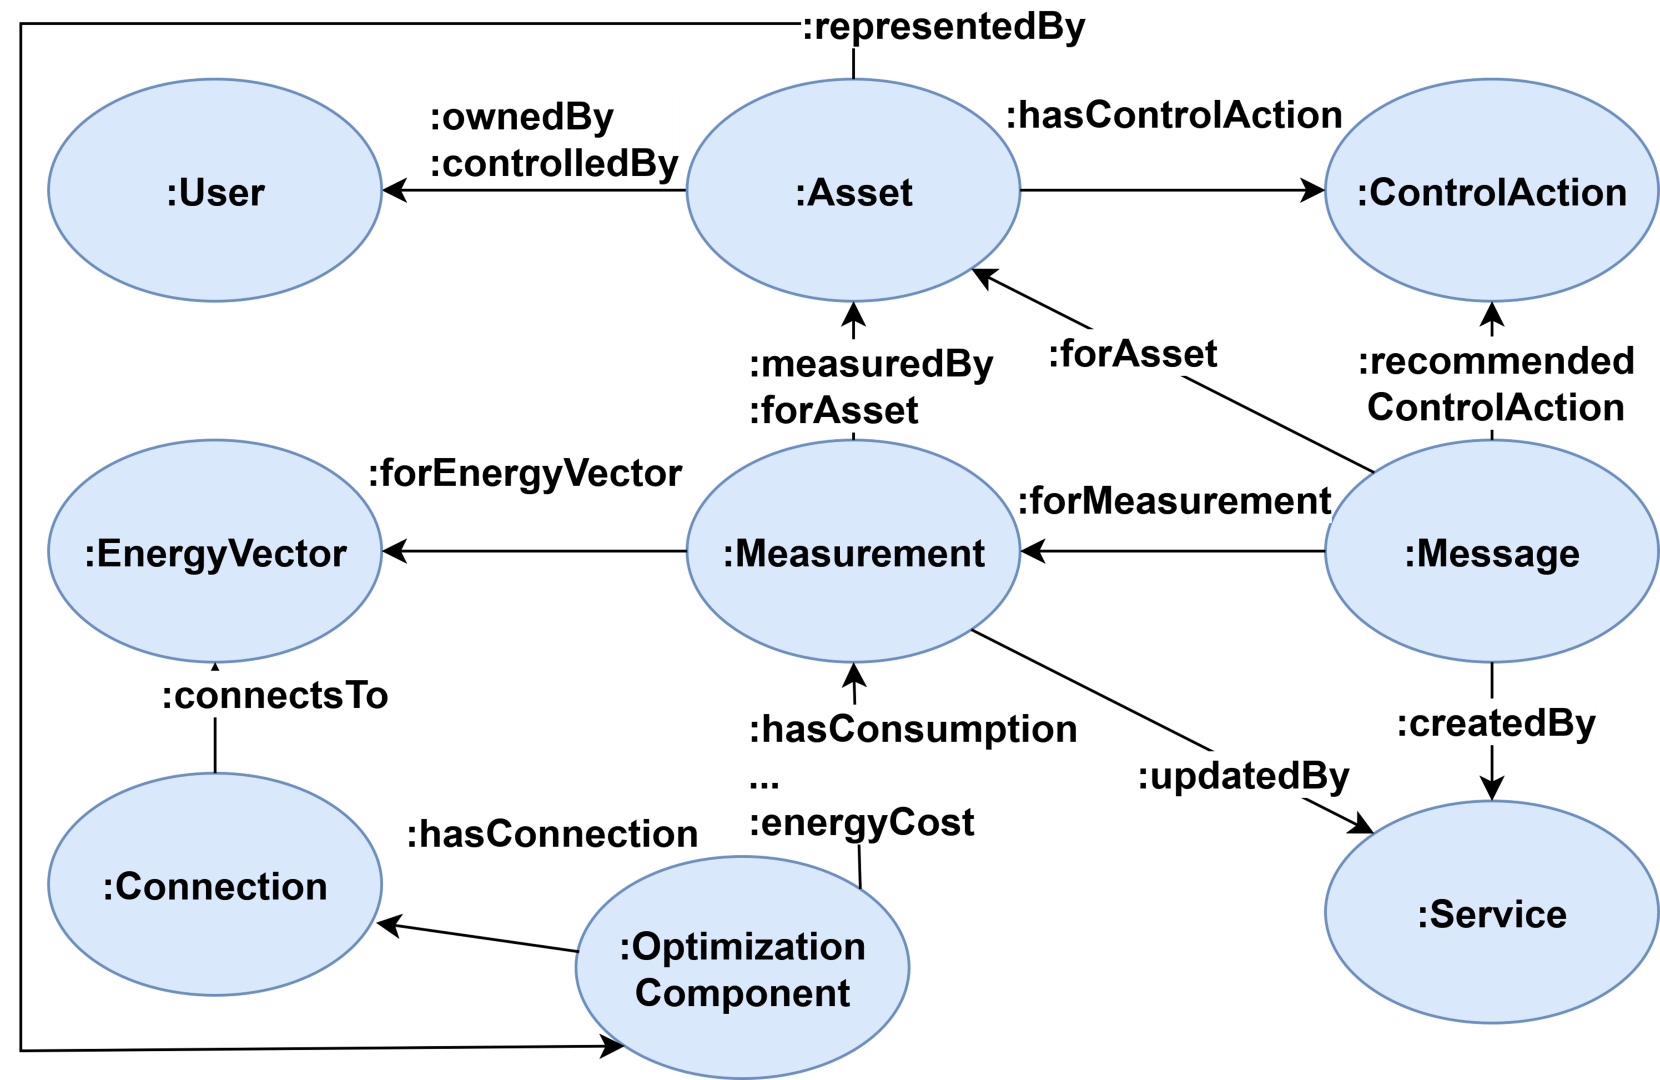 :representedBy
:ownedBy
:controlledBy
:hasControlAction
:User
:Asset
:ControlAction
:measuredBy
:forAsset
:forAsset
:recommended
ControlAction
:forEnergyVector
:forMeasurement
:EnergyVector
:Measurement
:Message
:connectsTo
:hasConsumption
...
:energyCost
:createdBy
:updatedBy
:hasConnection
:Connection
:Optimization
Component
:Service